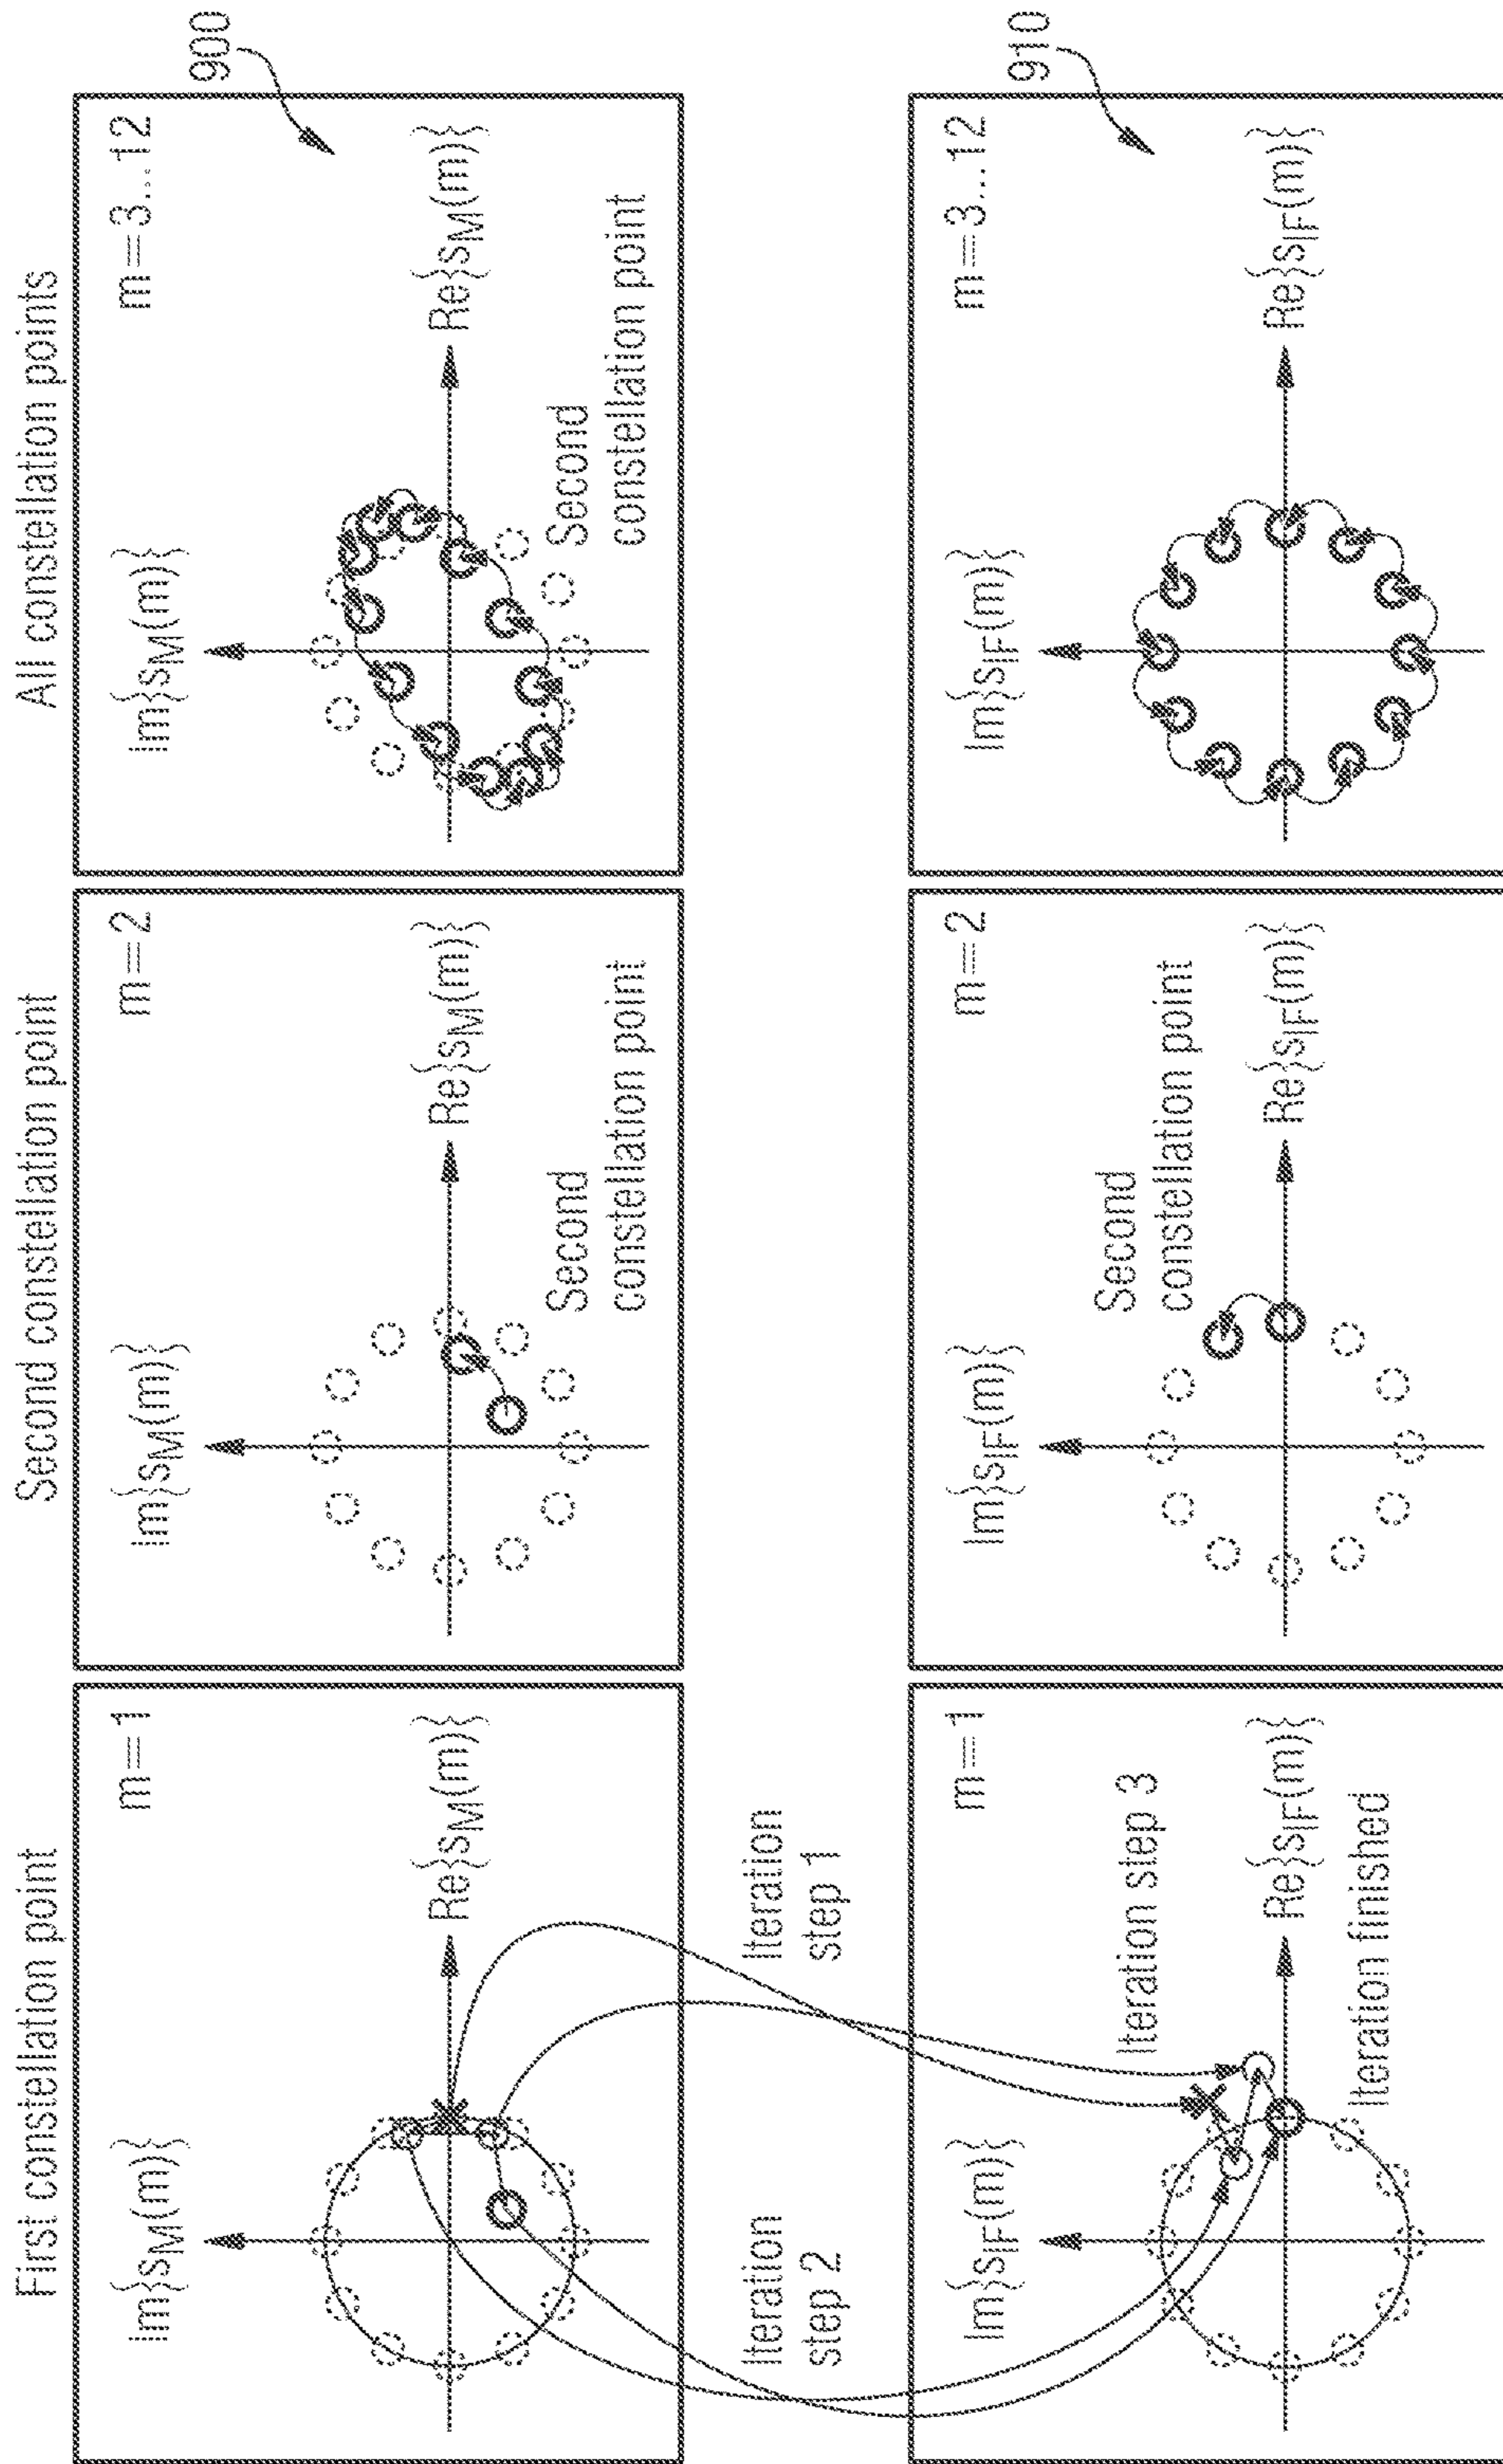 First constellation point
Second constellation point
All constellation points
m=1
Im{sM(m)}
Re{sM(m)}
m=2
Im{sM(m)}
Re{sM(m)}
Second
constellation point
m=3...12
Im{sM(m)}
Re{sM(m)}
Second
constellation point
900
Iteration
step 2
Iteration
step 1
m=1
Im{sIF(m)}
Iteration step 3
Re{sIF(m)}
Iteration finished
m=2
Im{sIF(m)}
Second
constellation point
Re{sIF(m)}
m=3...12
Im{sIF(m)}
Re{sIF(m)}
910